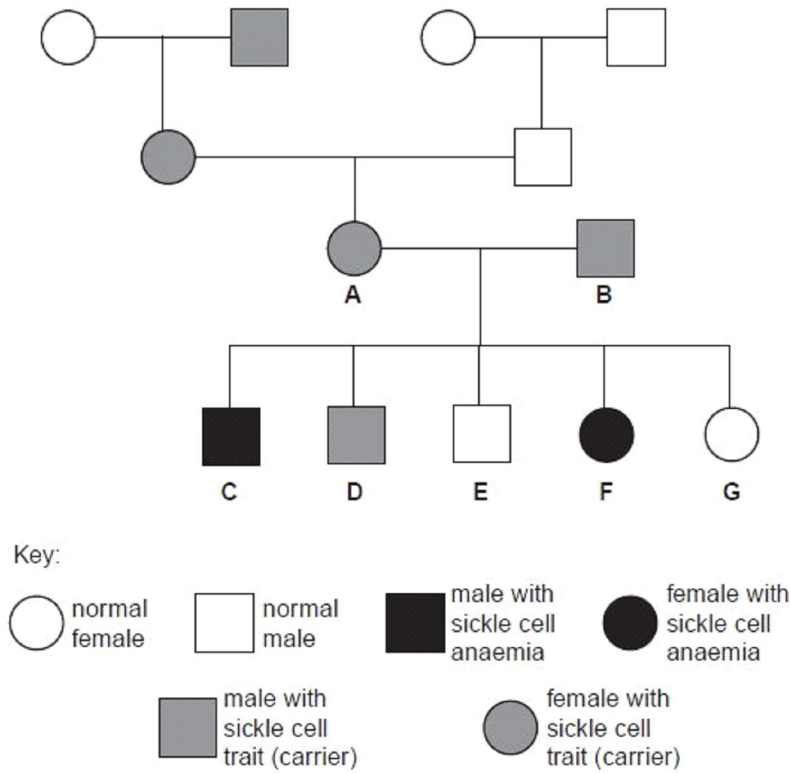 A
B
C
D
E
F
G
Key:
normal
female
normal
male
male with
sickle cell
anaemia
female with
sickle cell
anaemia
male with
sickle cell
trait (carrier)
female with
sickle cell
trait (carrier)